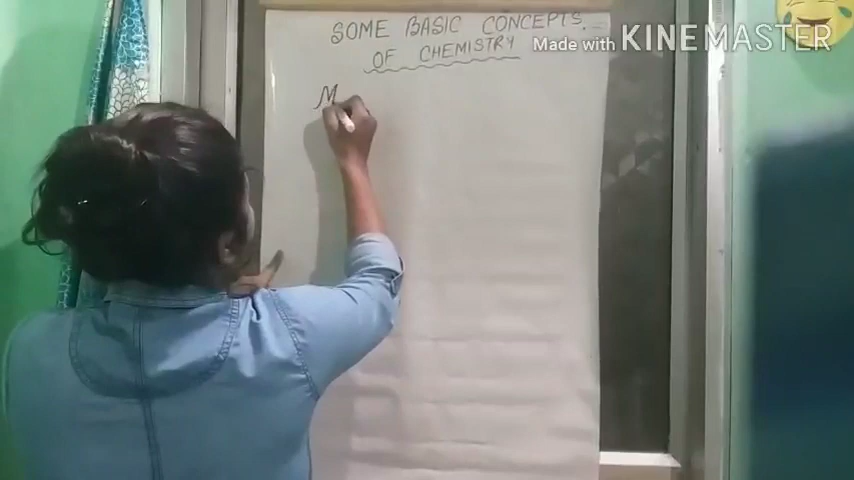 SOME BASIC CONCEPTS
OF CHEMISTRY
Made with KINEMASTER
M